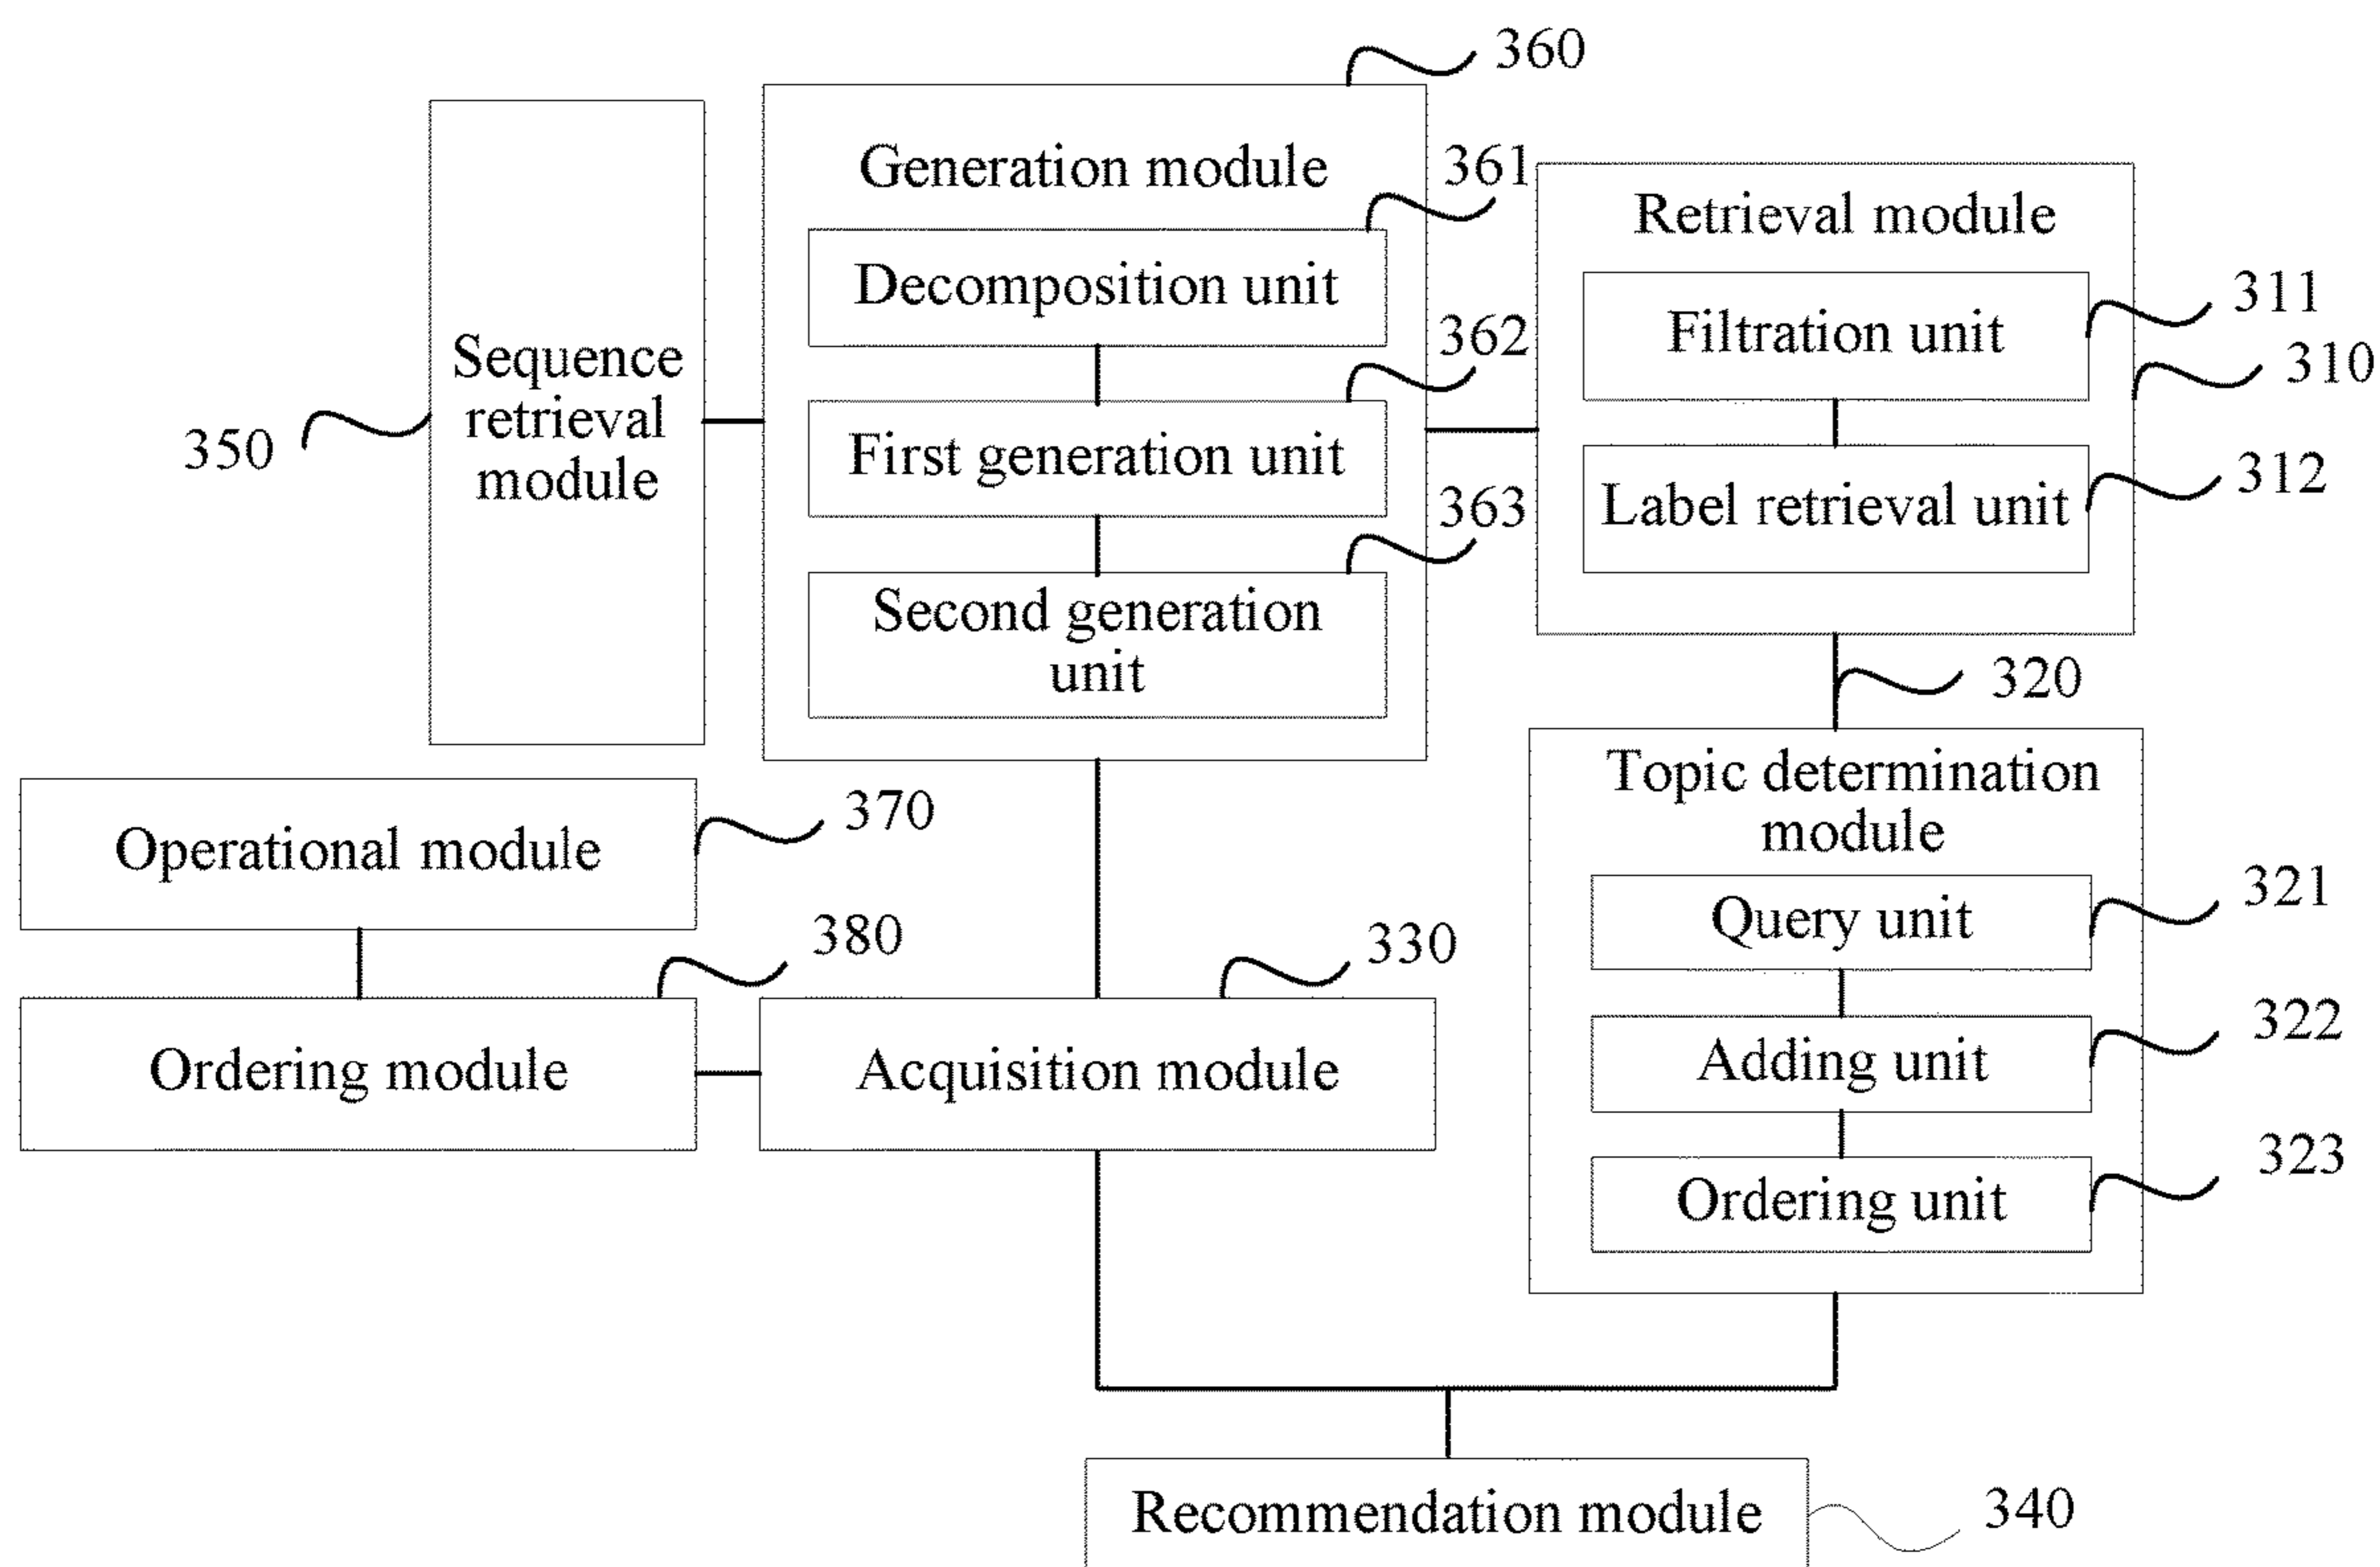 360
Generation module
361
Decomposition unit
362
First generation unit
363
Second generation
unit
Sequence
retrieval
module
350
Retrieval module
Filtration unit
311
310
Label retrieval unit
312
320
Topic determination
module
Query unit
321
Adding unit
322
Ordering unit
323
Operational module
370
380
Ordering module
330
Acquisition module
Recommendation module
340